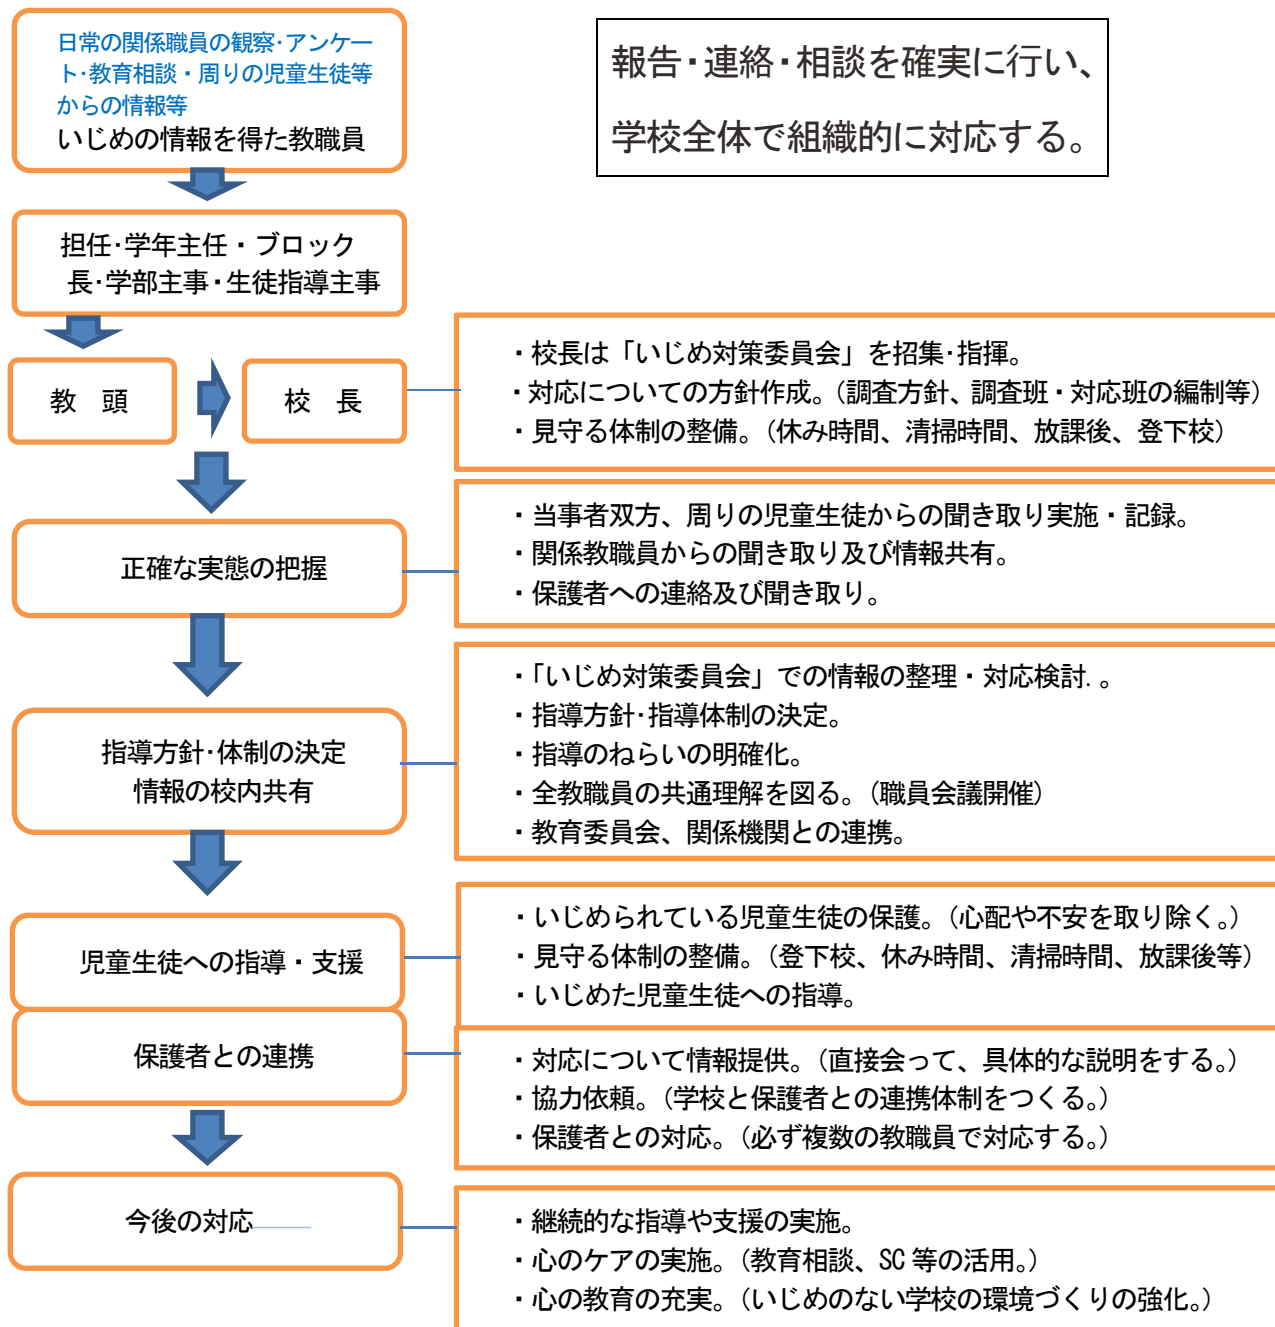 日常の関係職員の観察･アンケー
ト･教育相談・周りの児童生徒等
からの情報等
いじめの情報を得た教職員
報告・連絡・相談を確実に行い、
学校全体で組織的に対応する。
担任･学年主任・ブロック
長･学部主事・生徒指導主事
教　頭
校　長
・校長は「いじめ対策委員会」を招集･指揮。
・対応についての方針作成。（調査方針、調査班・対応班の編制等）
・見守る体制の整備。（休み時間、清掃時間、放課後、登下校）
正確な実態の把握
・当事者双方、周りの児童生徒からの聞き取り実施・記録。
・関係教職員からの聞き取り及び情報共有。
・保護者への連絡及び聞き取り。
指導方針･体制の決定
情報の校内共有
・「いじめ対策委員会」での情報の整理・対応検討.。
・指導方針･指導体制の決定。
・指導のねらいの明確化。
・全教職員の共通理解を図る。（職員会議開催）
・教育委員会、関係機関との連携。
児童生徒への指導・支援
・いじめられている児童生徒の保護。（心配や不安を取り除く。）
・見守る体制の整備。（登下校、休み時間、清掃時間、放課後等）
・いじめた児童生徒への指導。
保護者との連携
・対応について情報提供。（直接会って、具体的な説明をする。）
・協力依頼。（学校と保護者との連携体制をつくる。）
・保護者との対応。（必ず複数の教職員で対応する。）
今後の対応
・継続的な指導や支援の実施。
・心のケアの実施。（教育相談、SC 等の活用。）
・心の教育の充実。（いじめのない学校の環境づくりの強化。）